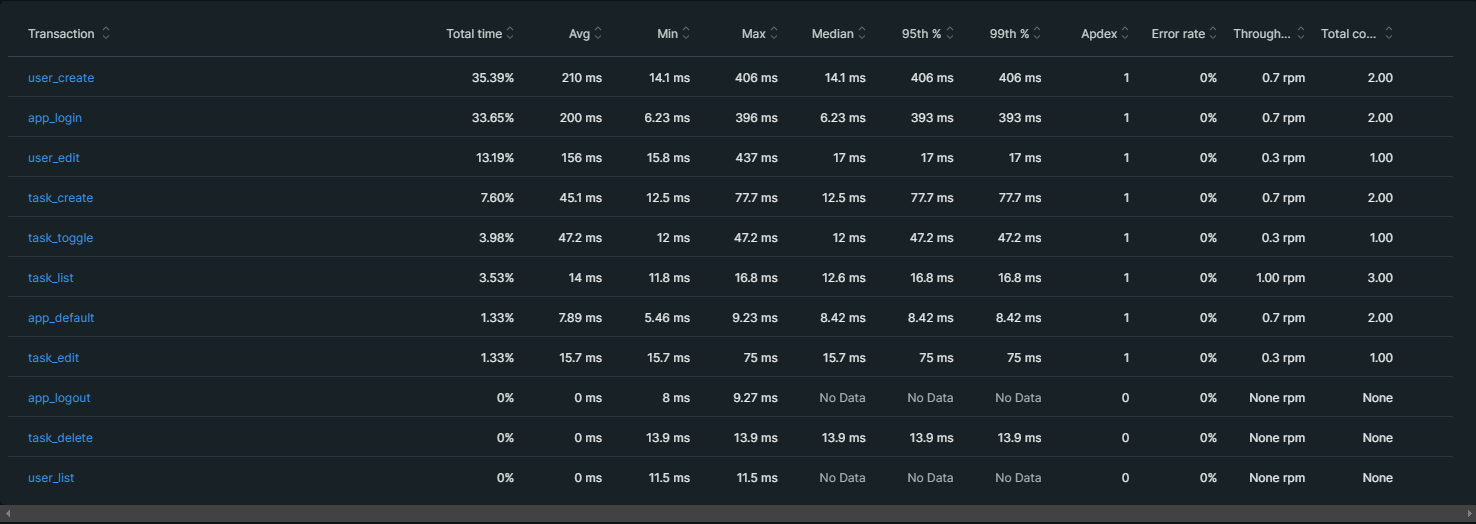 Transaction Total time Avg Min Max Median 95th % 99th % Apdex Error rate Through... Total co...
user_create 35.39% 210 ms 14.1 ms 406 ms 14.1 ms 406 ms 406 ms 1 0% 0.7 rpm 2.00
app_login 33.65% 200 ms 6.23 ms 396 ms 6.23 ms 393 ms 393 ms 1 0% 0.7 rpm 2.00
user_edit 13.19% 156 ms 15.8 ms 437 ms 17 ms 17 ms 17 ms 1 0% 0.3 rpm 1.00
task_create 7.60% 45.1 ms 12.5 ms 77.7 ms 12.5 ms 77.7 ms 77.7 ms 1 0% 0.7 rpm 2.00
task_toggle 3.98% 47.2 ms 12 ms 47.2 ms 12 ms 47.2 ms 47.2 ms 1 0% 0.3 rpm 1.00
task_list 3.53% 14 ms 11.8 ms 16.8 ms 12.6 ms 16.8 ms 16.8 ms 1 0% 1.00 rpm 3.00
app_default 1.33% 7.89 ms 5.46 ms 9.23 ms 8.42 ms 8.42 ms 8.42 ms 1 0% 0.7 rpm 2.00
task_edit 1.33% 15.7 ms 15.7 ms 75 ms 15.7 ms 75 ms 75 ms 1 0% 0.3 rpm 1.00
app_logout 0% 0 ms 8 ms 9.27 ms No Data No Data No Data 0 0% None rpm None
task_delete 0% 0 ms 13.9 ms 13.9 ms 13.9 ms 13.9 ms 13.9 ms 0 0% None rpm None
user_list 0% 0 ms 11.5 ms 11.5 ms No Data No Data No Data 0 0% None rpm None